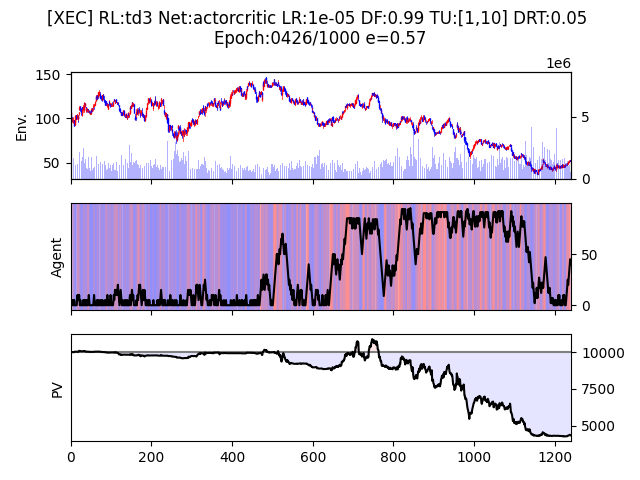 [XEC] RL:td3 Net:actorcritic LR:1e-05 DF:0.99 TU:[1,10] DRT:0.05
Epoch:0426/1000 e=0.57
1e6
150
100
50
Env.
5
0
Agent
50
0
PV
10000
7500
5000
0 200 400 600 800 1000 1200